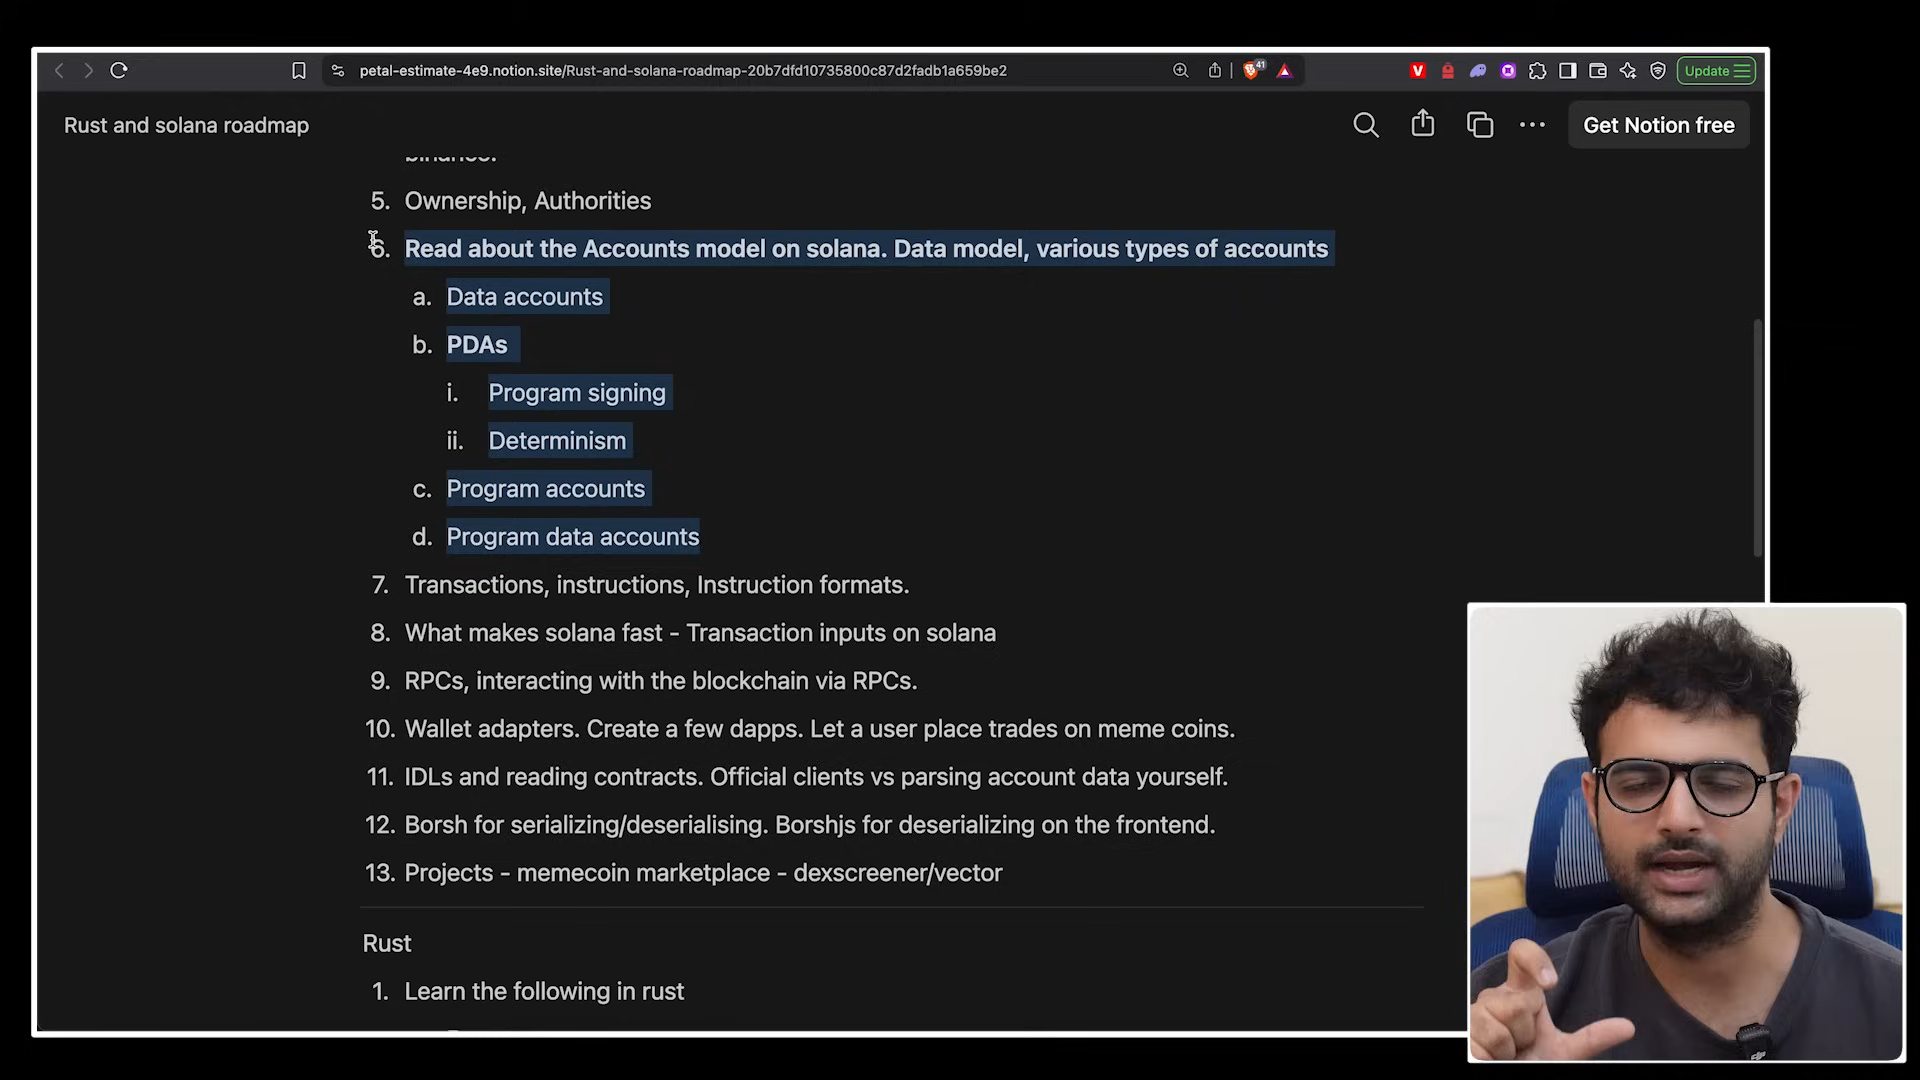 petal-estimate-4e9.notion.site/Rust-and-solana-roadmap-20b7dfd10735800c87d2fadb1a659be2
41
V
Update
Rust and solana roadmap
Get Notion free
binance.
5. Ownership, Authorities
6. Read about the Accounts model on solana. Data model, various types of accounts
a. Data accounts
b. PDAs
i. Program signing
ii. Determinism
c. Program accounts
d. Program data accounts
7. Transactions, instructions, Instruction formats.
8. What makes solana fast - Transaction inputs on solana
9. RPCs, interacting with the blockchain via RPCs.
10. Wallet adapters. Create a few dapps. Let a user place trades on meme coins.
11. IDLs and reading contracts. Official clients vs parsing account data yourself.
12. Borsh for serializing/deserialising. Borshjs for deserializing on the frontend.
13. Projects - memecoin marketplace - dexscreener/vector
Rust
1. Learn the following in rust